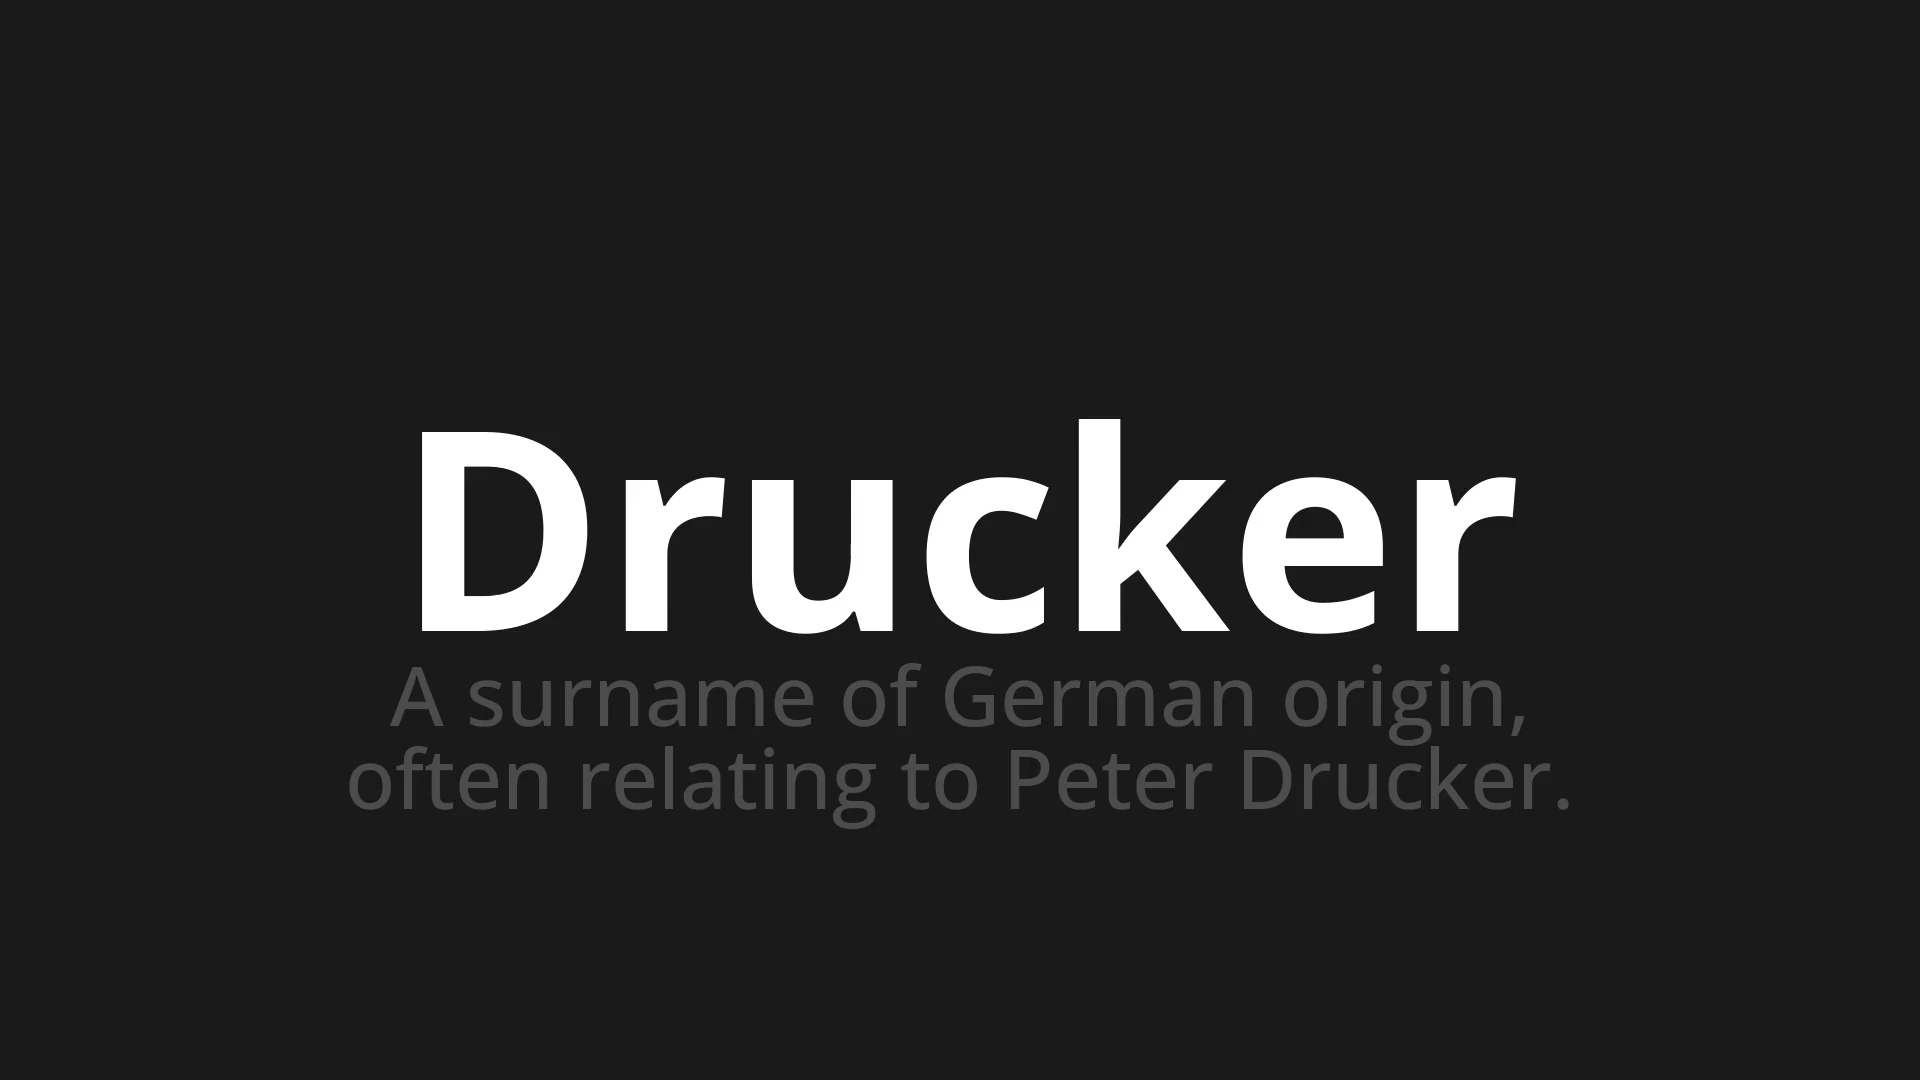 Drucker
A surname of German origin,
often relating to Peter Drucker.